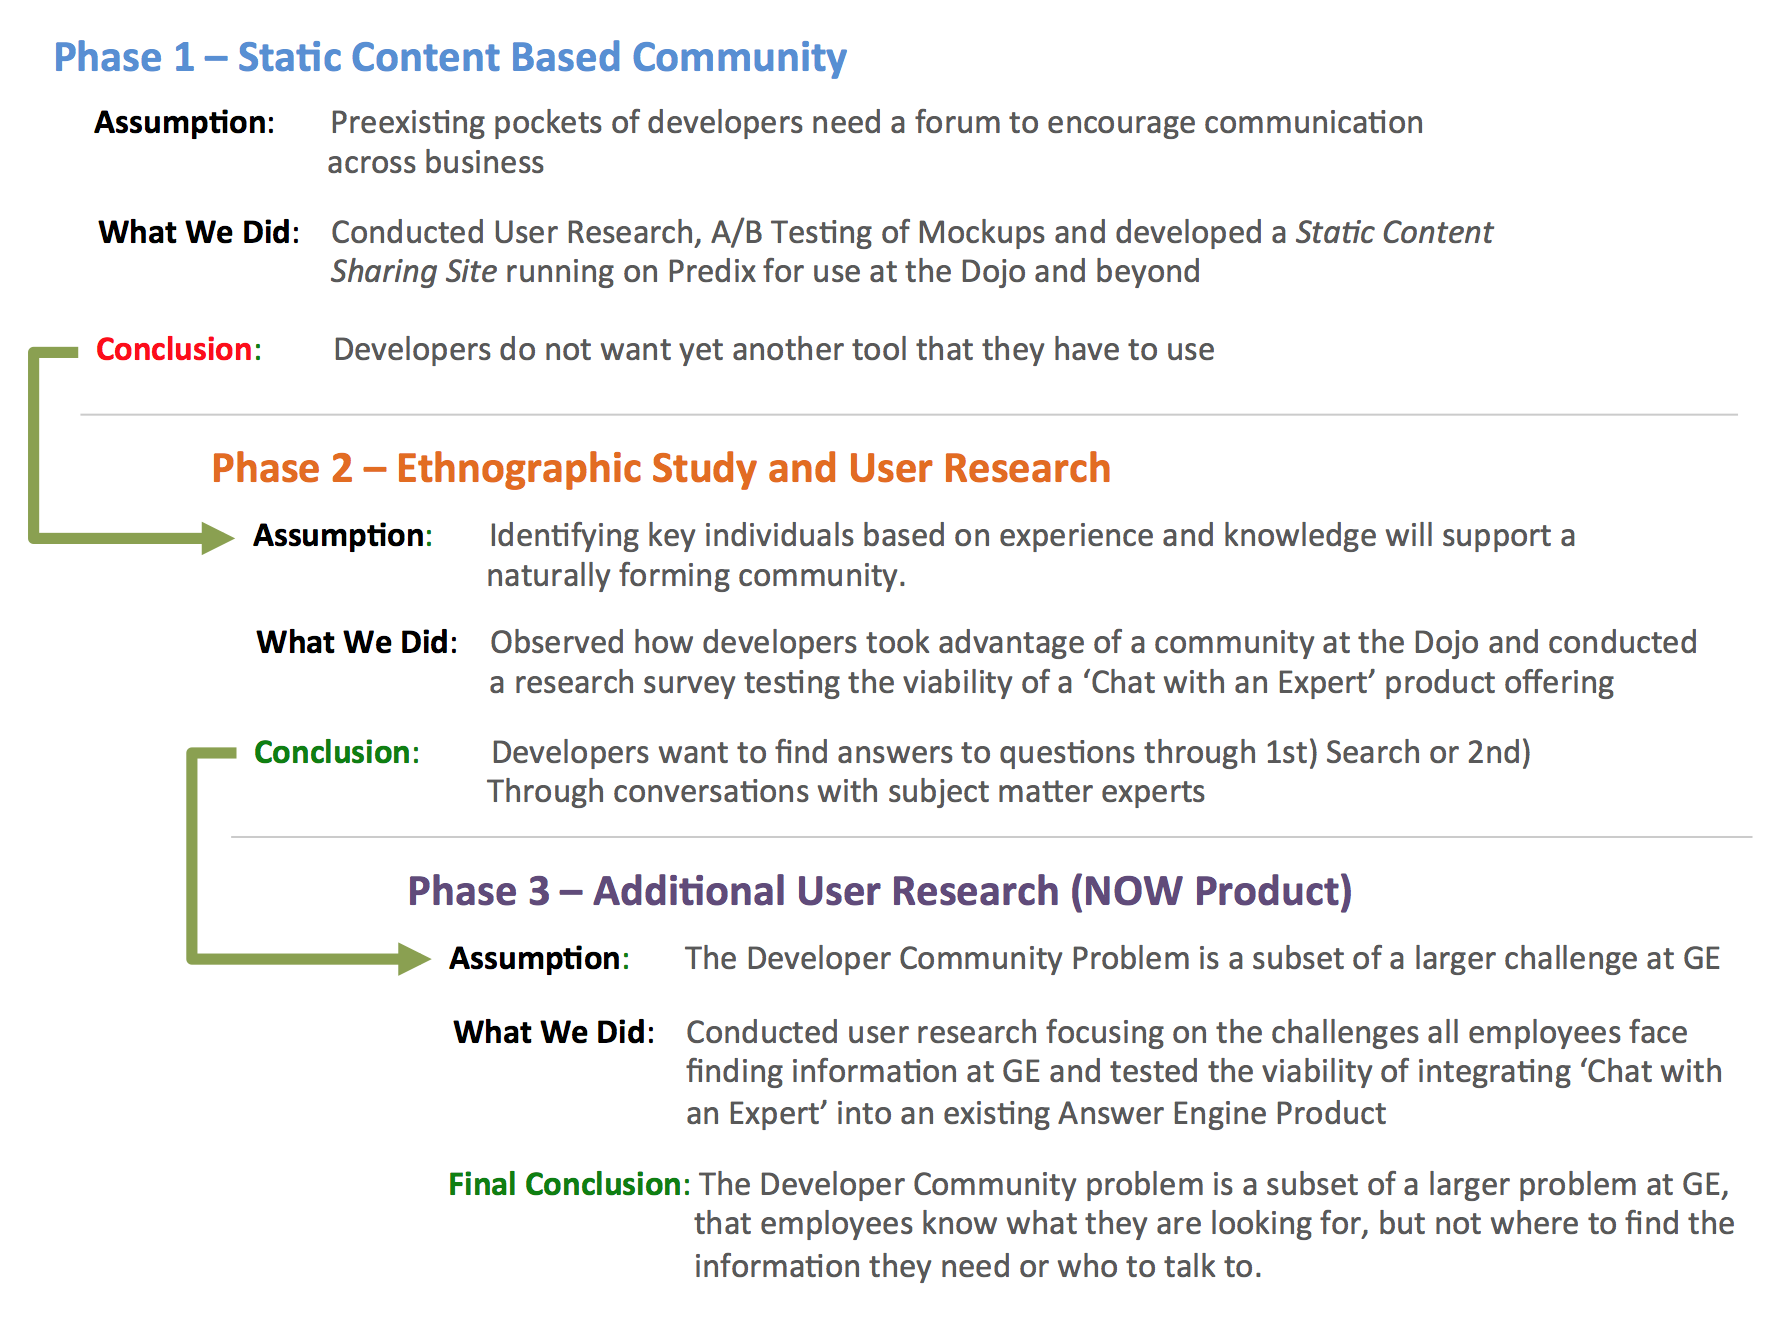 Phase 1 – Static Content Based Community
Assumption: Preexisting pockets of developers need a forum to encourage communication
across business
What We Did: Conducted User Research, A/B Testing of Mockups and developed a Static Content
Sharing Site running on Predix for use at the Dojo and beyond
Conclusion: Developers do not want yet another tool that they have to use
Phase 2 – Ethnographic Study and User Research
Assumption: Identifying key individuals based on experience and knowledge will support a
naturally forming community.
What We Did: Observed how developers took advantage of a community at the Dojo and conducted
a research survey testing the viability of a ‘Chat with an Expert’ product offering
Conclusion: Developers want to find answers to questions through 1st) Search or 2nd)
Through conversations with subject matter experts
Phase 3 – Additional User Research (NOW Product)
Assumption: The Developer Community Problem is a subset of a larger challenge at GE
What We Did: Conducted user research focusing on the challenges all employees face
finding information at GE and tested the viability of integrating ‘Chat with
an Expert’ into an existing Answer Engine Product
Final Conclusion: The Developer Community problem is a subset of a larger problem at GE,
that employees know what they are looking for, but not where to find the
information they need or who to talk to.